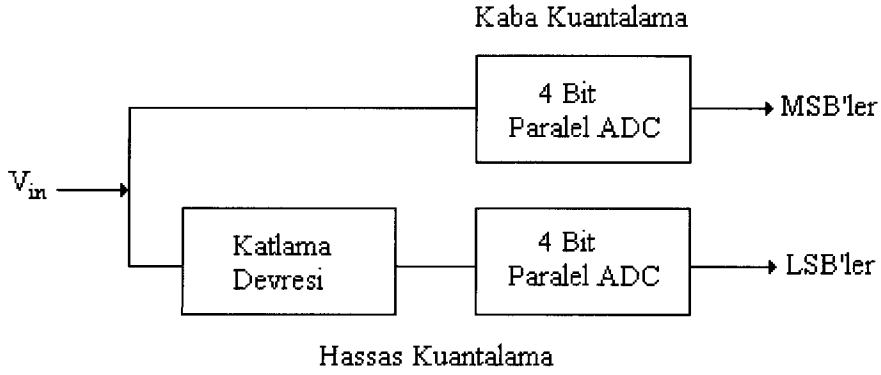 Kaba Kuantalama
4 Bit
Paralel ADC
MSB'ler
V_in
Katlama
Devresi
4 Bit
Paralel ADC
LSB'ler
Hassas Kuantalama